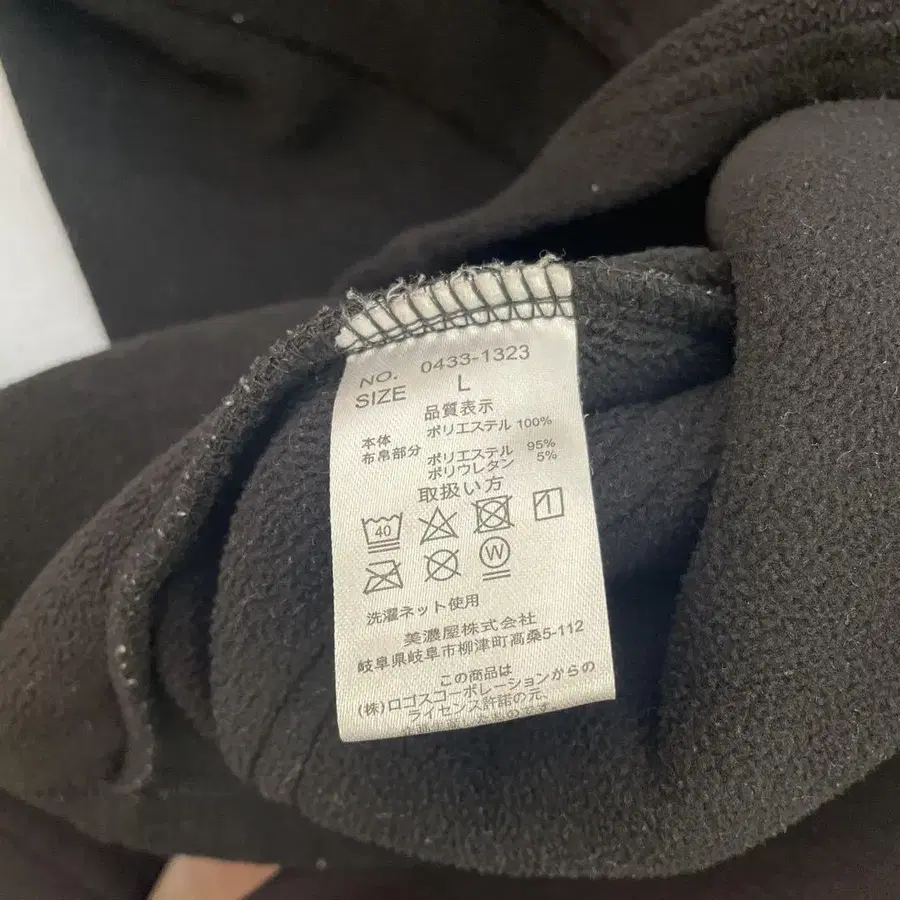 NO. 0433-1323
SIZE L
品質表示
本体 ポリエステル 100%
布帛部分 ポリエステル 95%
ポリウレタン 5%
取扱い方
40
W
洗濯ネット使用
美濃屋株式会社
岐阜県岐阜市柳津町高桑5-112
この商品は
(株)ロゴスコーポレーションからの
ライセンス許諾の元、